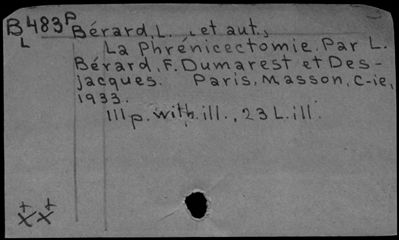 B483P Bérard, L. , et aut.,
L
La Phrénicectomie. Par L.
Bérard, F. Dumarest et Des-
jacques. Paris, Masson, C-ie,
1933.
111 p. with ill., 23 L. ill.
++
XX